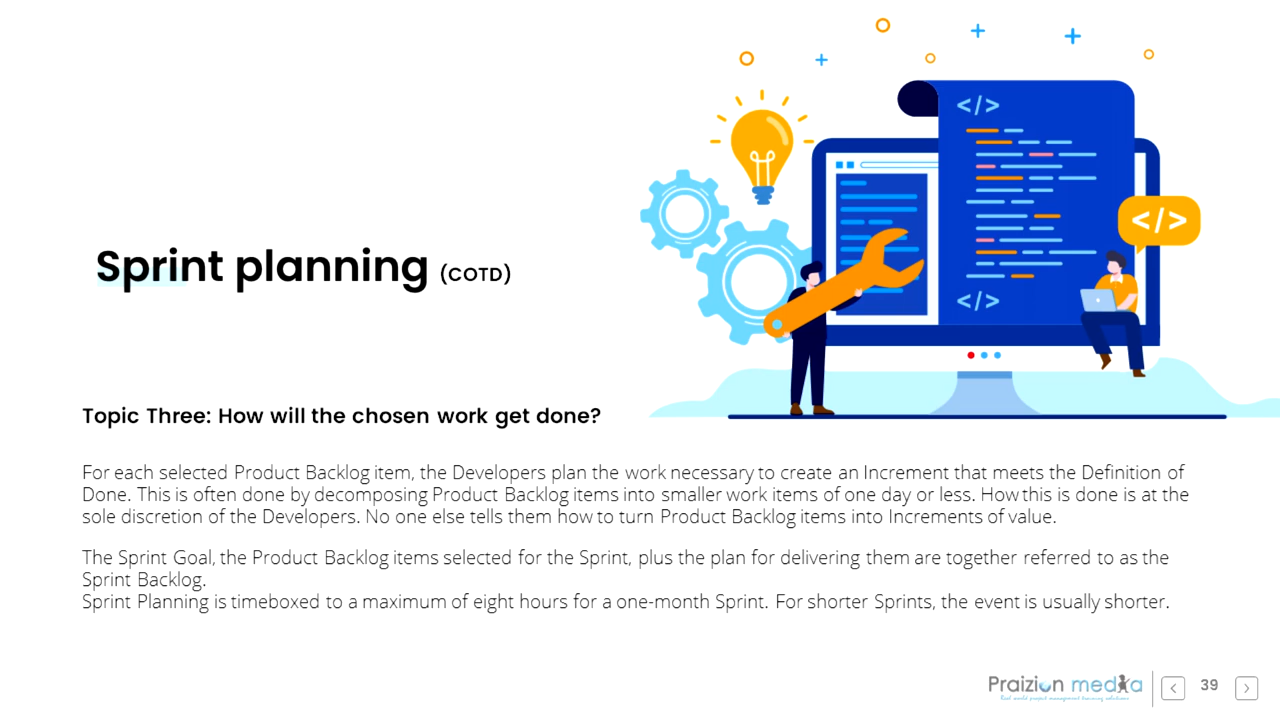 </>
</>
Sprint planning (COTD)
</>
Topic Three: How will the chosen work get done?
For each selected Product Backlog item, the Developers plan the work necessary to create an Increment that meets the Definition of
Done. This is often done by decomposing Product Backlog items into smaller work items of one day or less. How this is done is at the
sole discretion of the Developers. No one else tells them how to turn Product Backlog items into Increments of value.
The Sprint Goal, the Product Backlog items selected for the Sprint, plus the plan for delivering them are together referred to as the
Sprint Backlog.
Sprint Planning is timeboxed to a maximum of eight hours for a one-month Sprint. For shorter Sprints, the event is usually shorter.
Praizion media
39